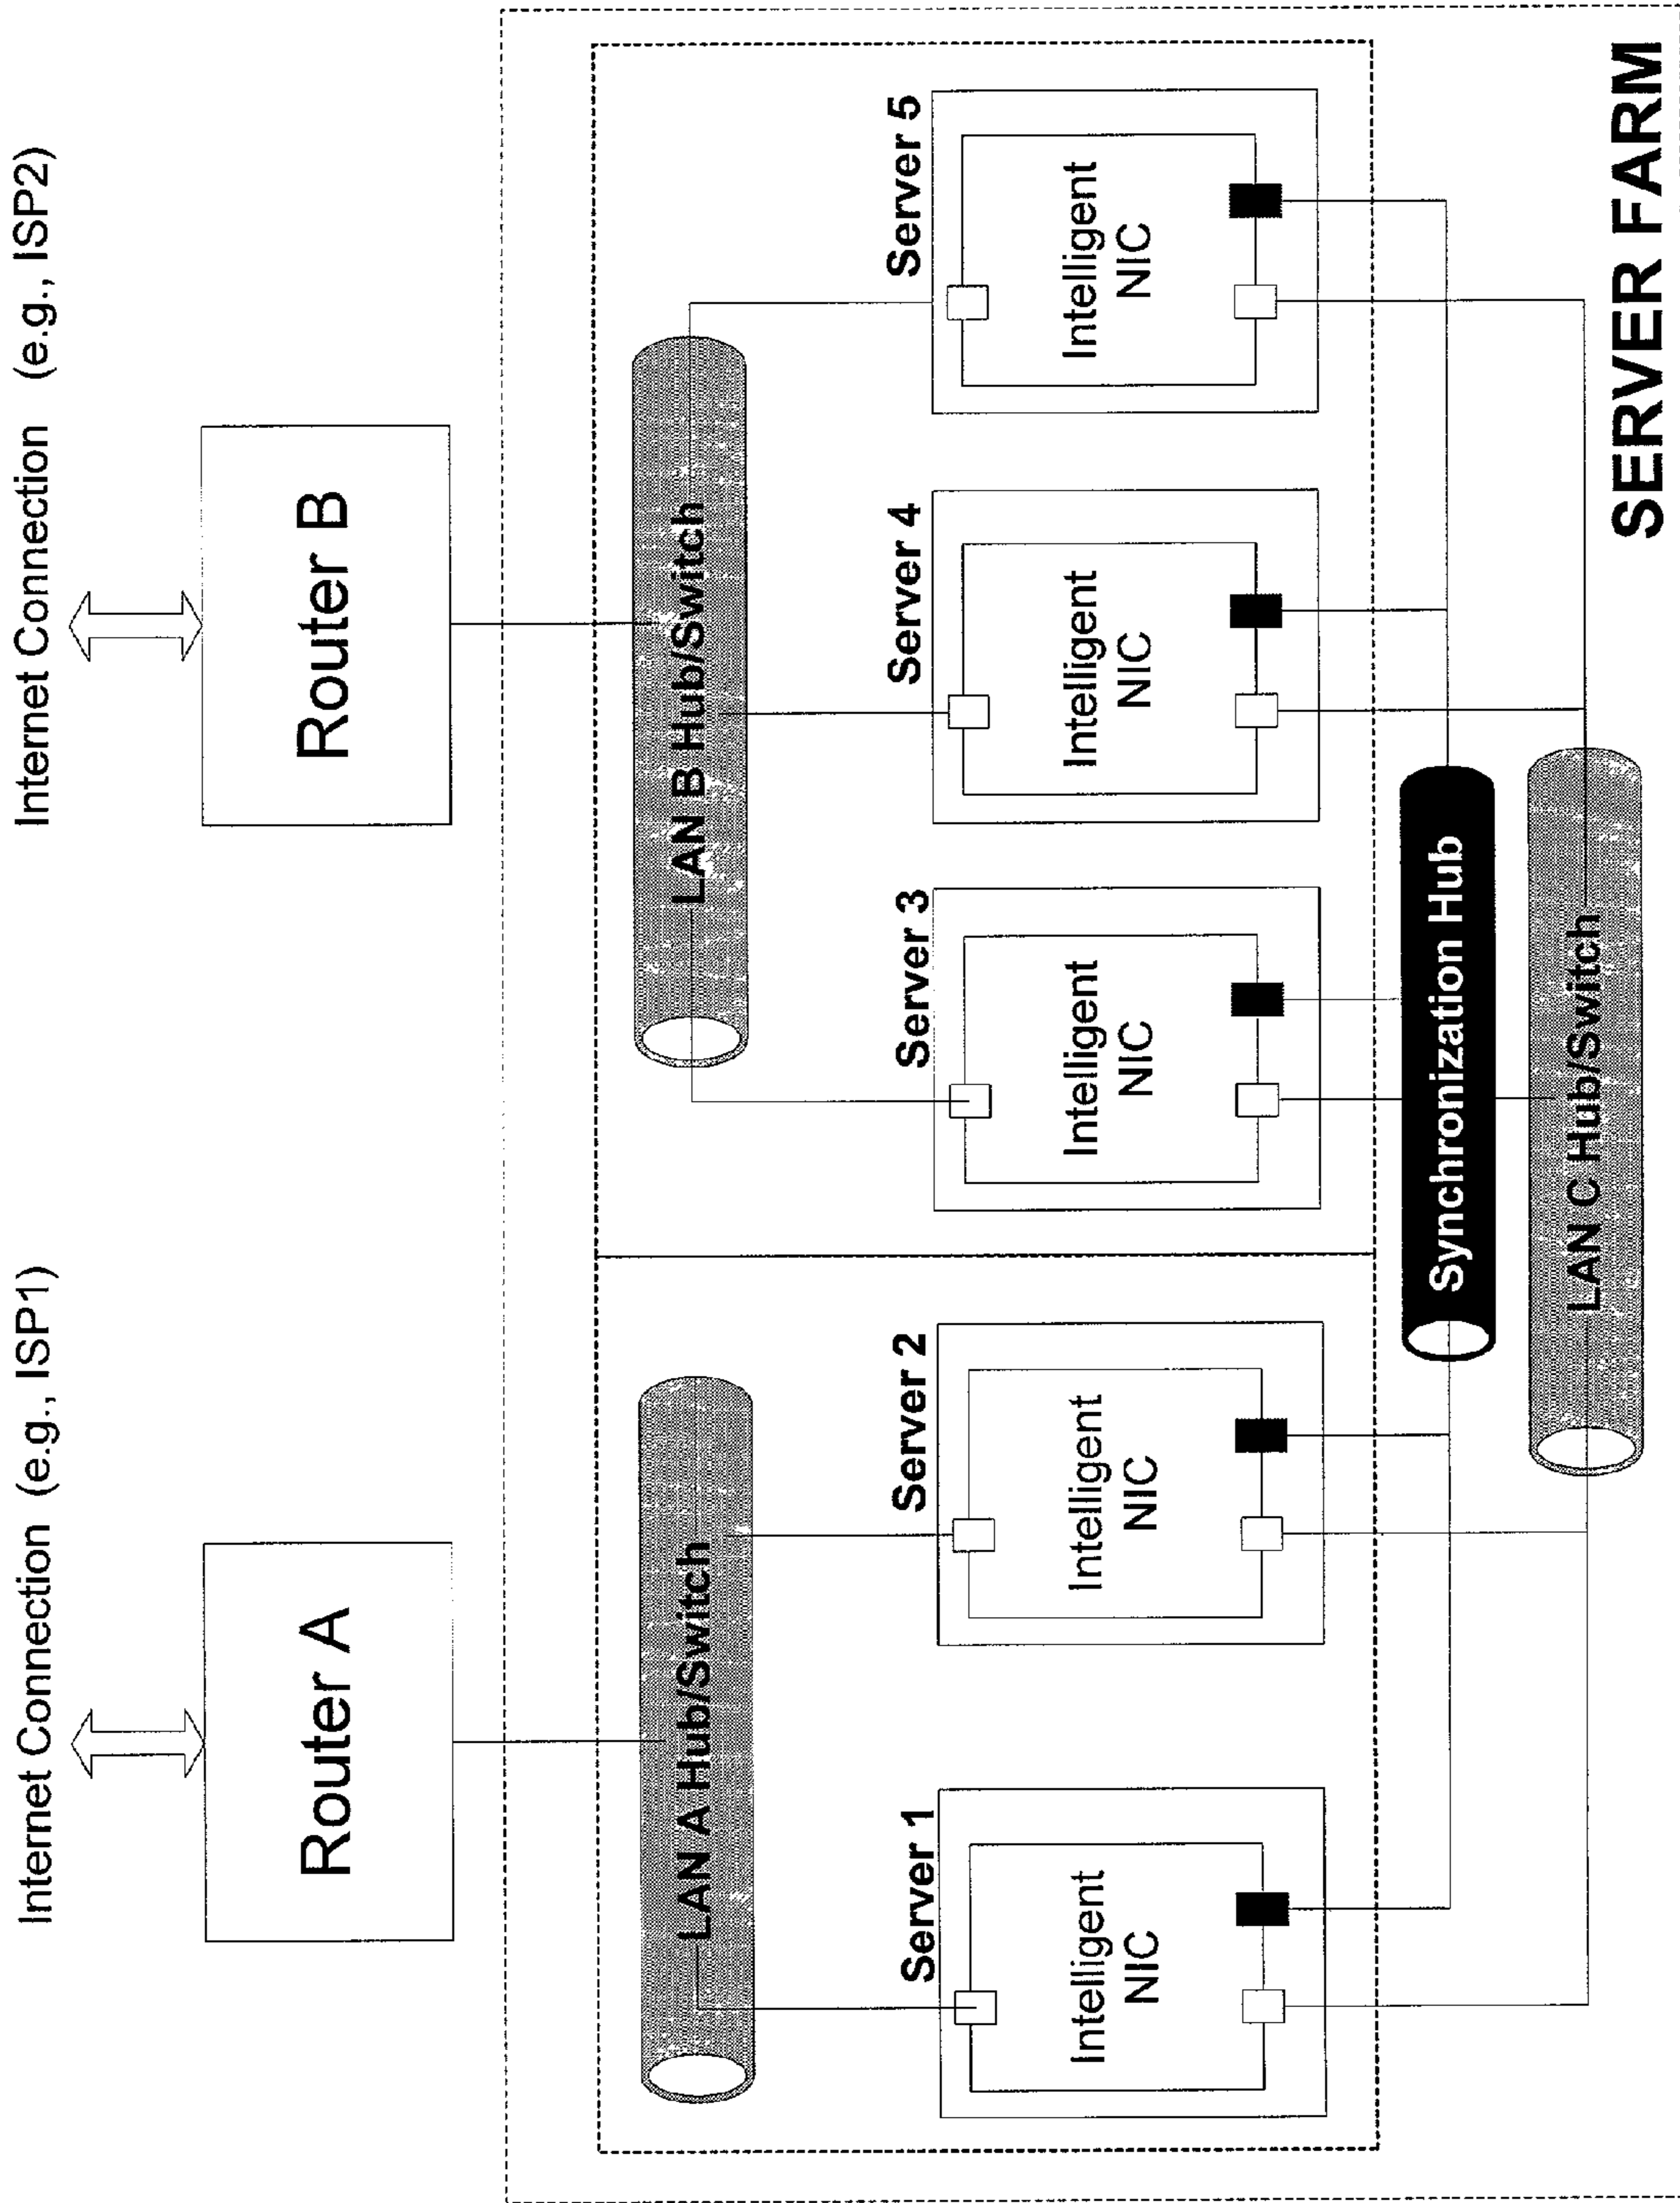 Internet Connection (e.g., ISP1)
Internet Connection (e.g., ISP2)
Router A
Router B
LAN A Hub/Switch
LAN B Hub/Switch
Server 1
Server 2
Server 3
Server 4
Server 5
Intelligent
NIC
Intelligent
NIC
Intelligent
NIC
Intelligent
NIC
Intelligent
NIC
Synchronization Hub
LAN C Hub/Switch
SERVER FARM